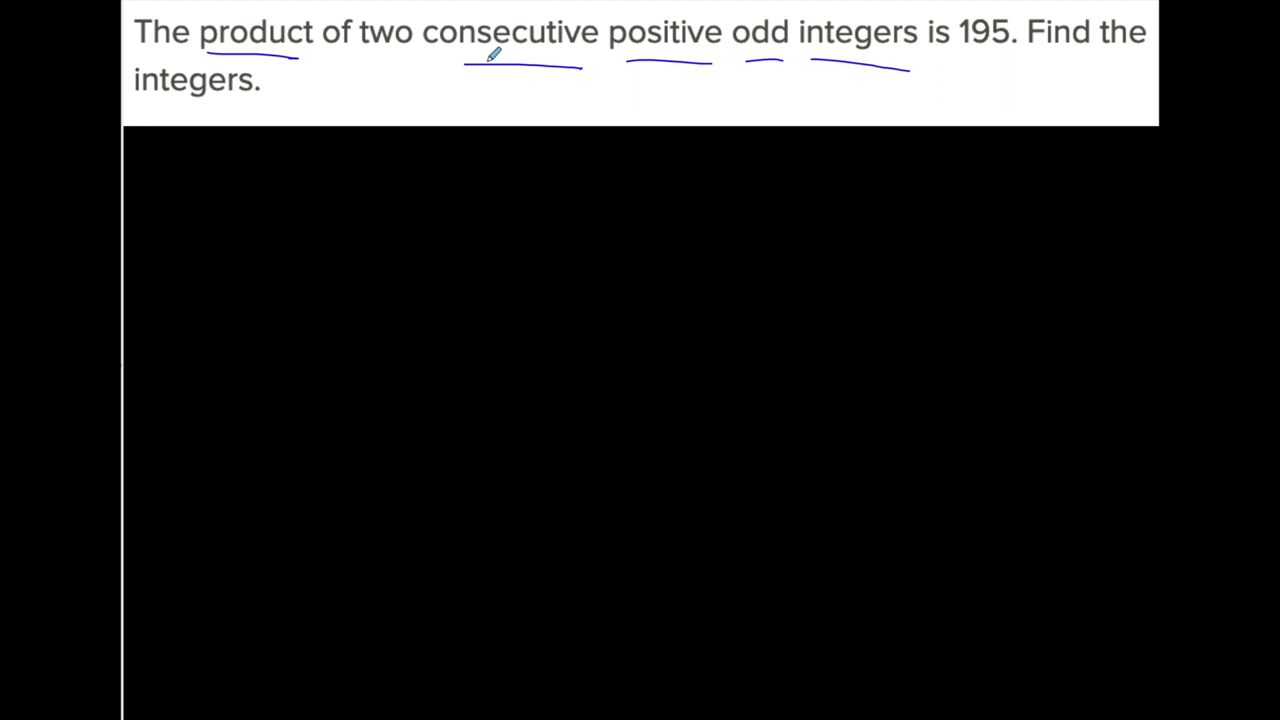 The product of two consecutive positive odd integers is 195. Find the
integers.